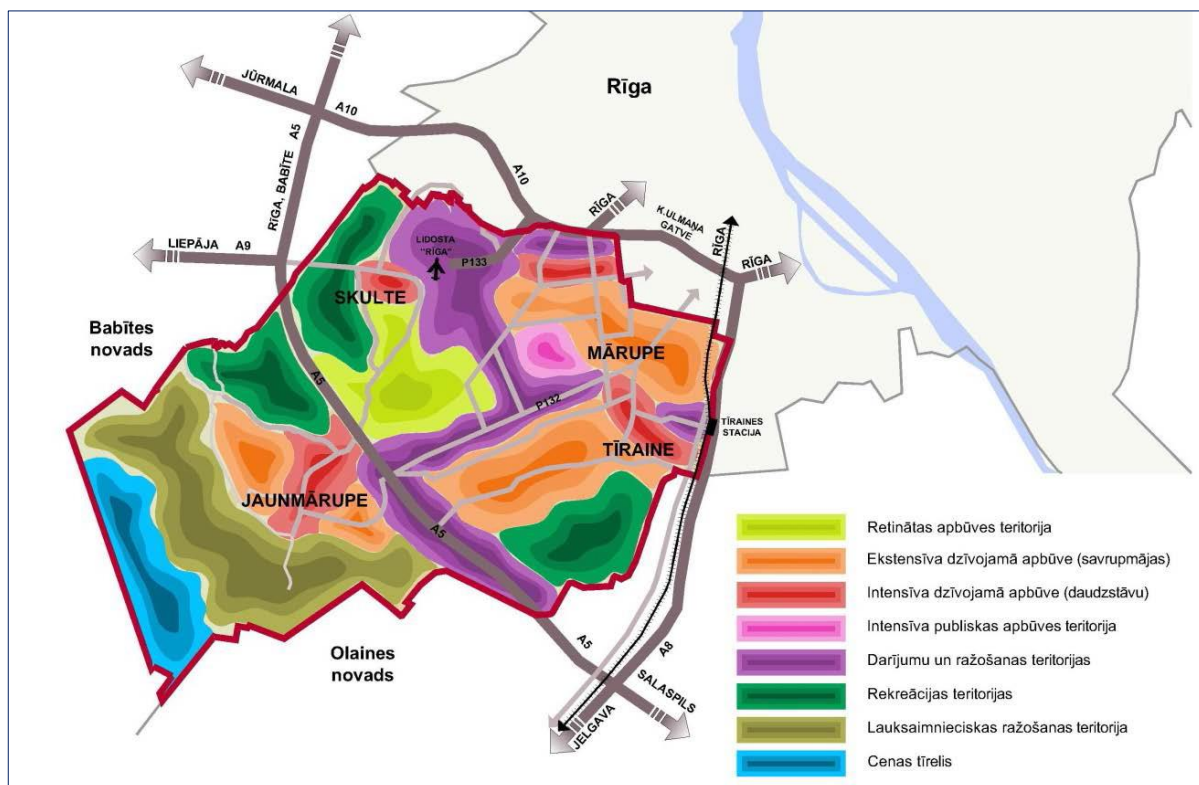 Rīga
JŪRMALA
A10
RĪGA, BABĪTE
A5
A10
RĪGA
K.ULMAŅA
GATVE
RĪGA
RĪGA
LIEPĀJA
A9
LIDOSTA
"RĪGA"
P133
SKULTE
Babītes
novads
MĀRUPE
A5
P132
TĪRAINE
TĪRAINES
STACIJA
JAUNMĀRUPE
A5
Olaines
novads
A5
A8
SALASPILS
JELGAVA
Retinātas apbūves teritorija
Ekstensīva dzīvojamā apbūve (savrupmājas)
Intensīva dzīvojamā apbūve (daudzstāvu)
Intensīva publiskas apbūves teritorija
Darījumu un ražošanas teritorijas
Rekreācijas teritorijas
Lauksaimnieciskas ražošanas teritorija
Cenas tīrelis